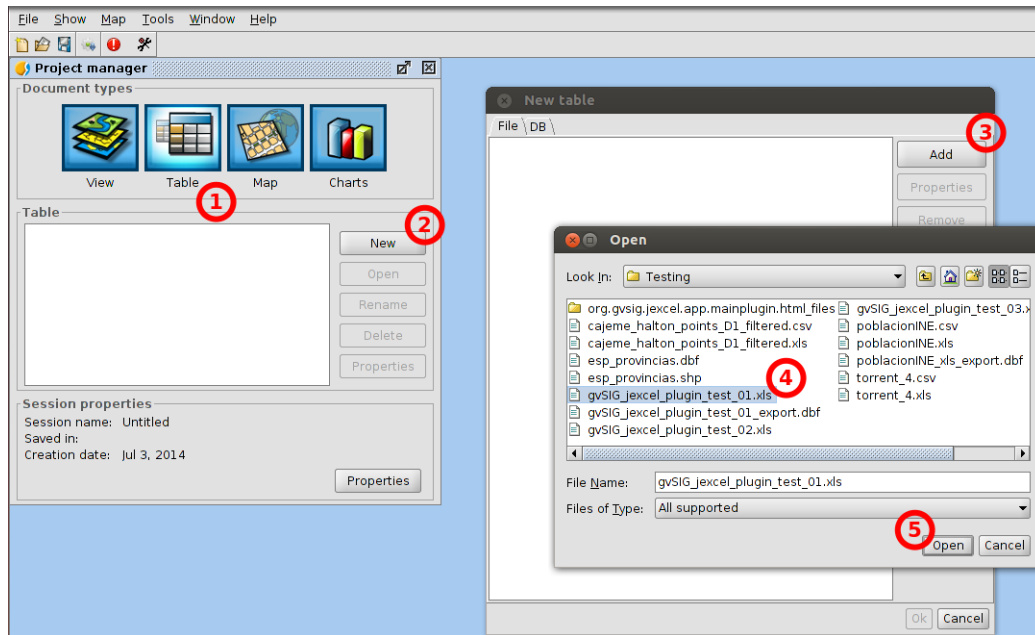 File Show Map Tools Window Help
Project manager
Document types
View Table Map Charts
1
Table
2
New
Open
Rename
Delete
Properties
Session properties
Session name: Untitled
Saved in:
Creation date: Jul 3, 2014
Properties
New table
File DB
3
Add
Properties
Remove
Open
Look In: Testing
org.gvsig.jexcel.app.mainplugin.html_files
cajeme_halton_points_D1_filtered.csv
cajeme_halton_points_D1_filtered.xls
esp_provincias.dbf
esp_provincias.shp
gvSIG_jexcel_plugin_test_01.xls
gvSIG_jexcel_plugin_test_01_export.dbf
gvSIG_jexcel_plugin_test_02.xls
gvSIG_jexcel_plugin_test_03.x
poblacionINE.csv
poblacionINE.xls
poblacionINE_xls_export.dbf
torrent_4.csv
torrent_4.xls
4
File Name: gvSIG_jexcel_plugin_test_01.xls
Files of Type: All supported
5
Open Cancel
Ok Cancel